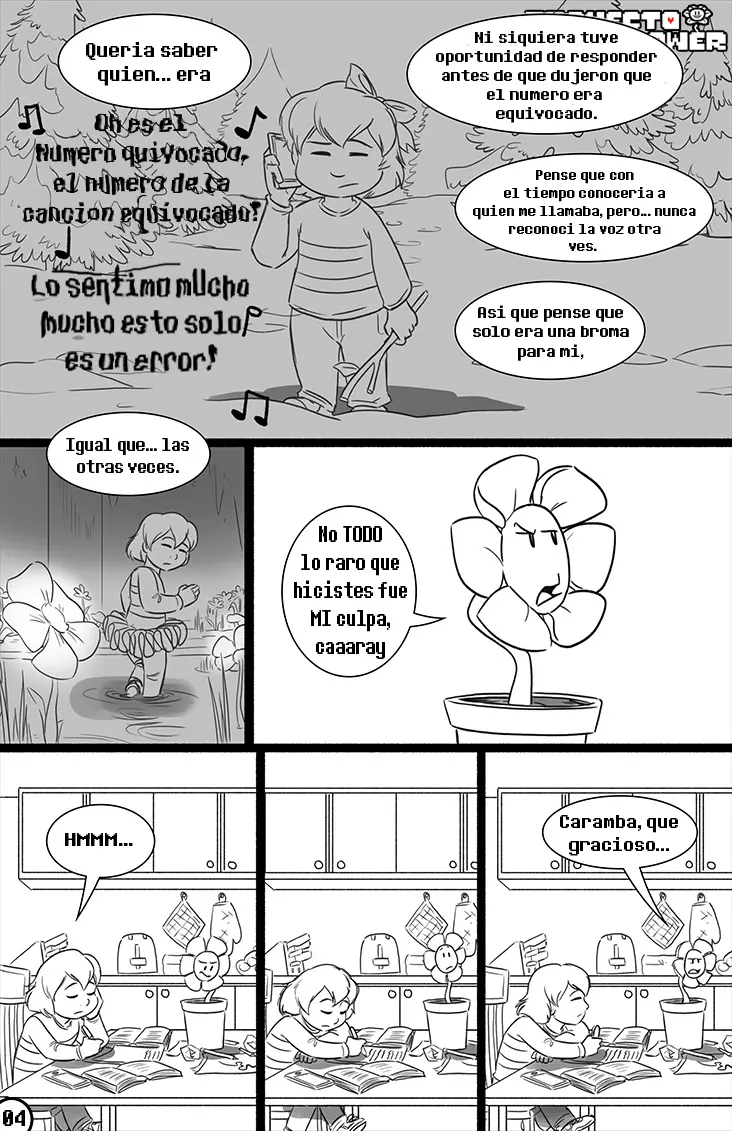 Queria saber
quien... era
Ni siquiera tuve
oportunidad de responder
antes de que dujeron que
el numero era
equivocado.
Oh es el
Numero quivocado,
el numero de la
cancion equivocado!
Pense que con
el tiempo conoceria a
quien me llamaba, pero... nunca
reconoci la voz otra
ves.
Lo sentimo mucho
mucho esto solo
es un error!
Asi que pense que
solo era una broma
para mi,
Igual que... las
otras veces.
No TODO
lo raro que
hicistes fue
MI culpa,
caaaray
HMMM...
Caramba, que
gracioso...
04